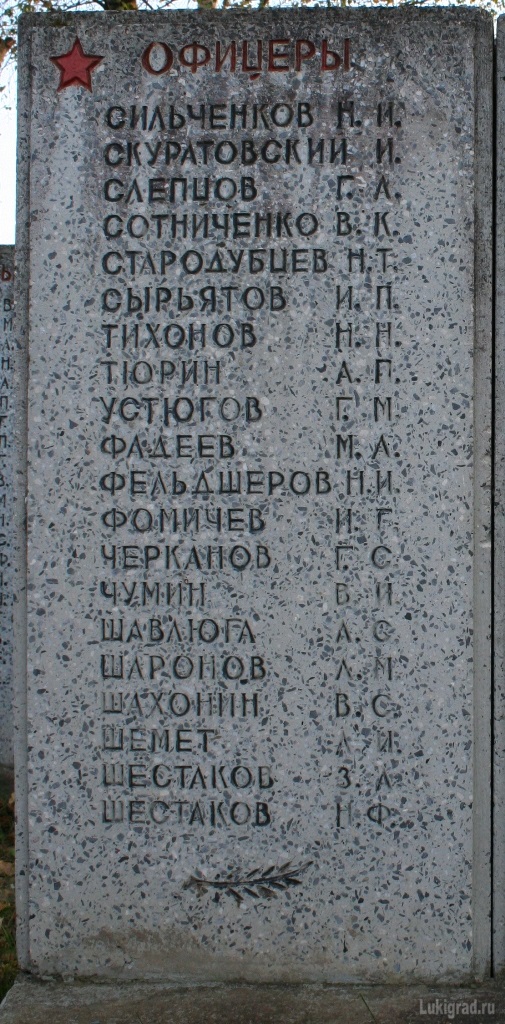 ОФИЦЕРЫ
СИЛЬЧЕНКОВ Н. И.
СКУРАТОВСКИЙ И.
СЛЕПЦОВ Г. А.
СОТНИЧЕНКО В. К.
СТАРОДУБЦЕВ Н. Т.
СЫРЬЯТОВ И. П.
ТИХОНОВ Н. Н.
ТЮРИН А. П.
УСТЮГОВ Г. М
ФАДЕЕВ М. А.
ФЕЛЬДШЕРОВ Н. И.
ФОМИЧЕВ И Г
ЧЕРКАНОВ Г. С
ЧУМИН В И
ШАВЛЮГА А. С
ШАРОНОВ А. М
ШАХОНИН В. С.
ШЕМЕТ И
ШЕСТАКОВ З. А
ШЕСТАКОВ Н Ф.
Lukigrad.ru